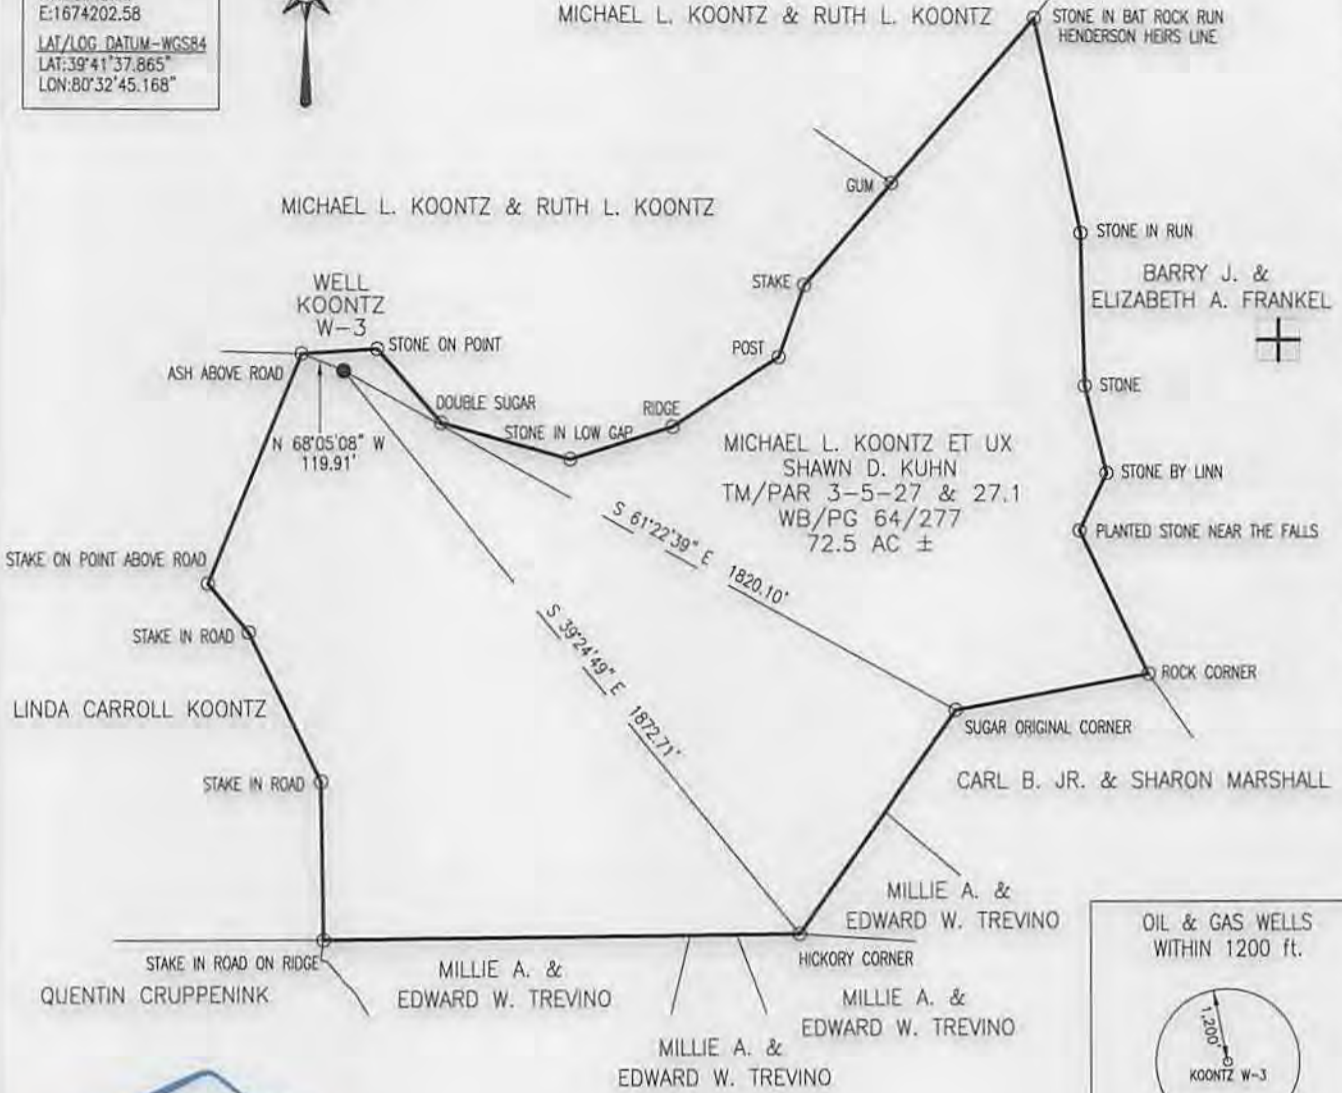 E:1674202.58
LAT/LOG DATUM-WGS84
LAT:39°41'37.865"
LON:80°32'45.168"
MICHAEL L. KOONTZ & RUTH L. KOONTZ
STONE IN BAT ROCK RUN
HENDERSON HEIRS LINE
GUM
MICHAEL L. KOONTZ & RUTH L. KOONTZ
STONE IN RUN
BARRY J. &
ELIZABETH A. FRANKEL
STAKE
WELL
KOONTZ
W-3
STONE ON POINT
POST
ASH ABOVE ROAD
STONE
DOUBLE SUGAR
RIDGE
STONE IN LOW GAP
N 68°05'08" W
119.91'
MICHAEL L. KOONTZ ET UX
SHAWN D. KUHN
TM/PAR 3-5-27 & 27.1
WB/PG 64/277
72.5 AC ±
STONE BY LINN
PLANTED STONE NEAR THE FALLS
S 61°22'39" E 1820.10'
STAKE ON POINT ABOVE ROAD
STAKE IN ROAD
S 39°24'49" E 1872.71'
ROCK CORNER
LINDA CARROLL KOONTZ
SUGAR ORIGINAL CORNER
STAKE IN ROAD
CARL B. JR. & SHARON MARSHALL
MILLIE A. &
EDWARD W. TREVINO
OIL & GAS WELLS
WITHIN 1200 ft.
HICKORY CORNER
STAKE IN ROAD ON RIDGE
QUENTIN CRUPPENINK
MILLIE A. &
EDWARD W. TREVINO
MILLIE A. &
EDWARD W. TREVINO
MILLIE A. &
EDWARD W. TREVINO
1,200'
KOONTZ W-3